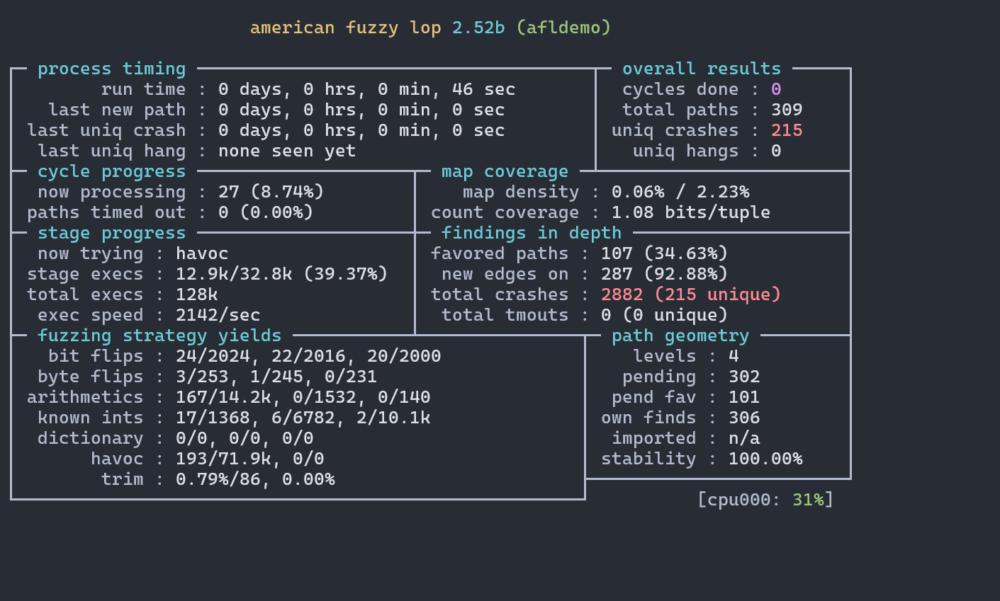 american fuzzy lop 2.52b (afldemo)
process timing
run time : 0 days, 0 hrs, 0 min, 46 sec
last new path : 0 days, 0 hrs, 0 min, 0 sec
last uniq crash : 0 days, 0 hrs, 0 min, 0 sec
last uniq hang : none seen yet
overall results
cycles done : 0
total paths : 309
uniq crashes : 215
uniq hangs : 0
cycle progress
now processing : 27 (8.74%)
paths timed out : 0 (0.00%)
map coverage
map density : 0.06% / 2.23%
count coverage : 1.08 bits/tuple
stage progress
now trying : havoc
stage execs : 12.9k/32.8k (39.37%)
total execs : 128k
exec speed : 2142/sec
findings in depth
favored paths : 107 (34.63%)
new edges on : 287 (92.88%)
total crashes : 2882 (215 unique)
total tmouts : 0 (0 unique)
fuzzing strategy yields
bit flips : 24/2024, 22/2016, 20/2000
byte flips : 3/253, 1/245, 0/231
arithmetics : 167/14.2k, 0/1532, 0/140
known ints : 17/1368, 6/6782, 2/10.1k
dictionary : 0/0, 0/0, 0/0
havoc : 193/71.9k, 0/0
trim : 0.79%/86, 0.00%
path geometry
levels : 4
pending : 302
pend fav : 101
own finds : 306
imported : n/a
stability : 100.00%
[cpu000: 31%]